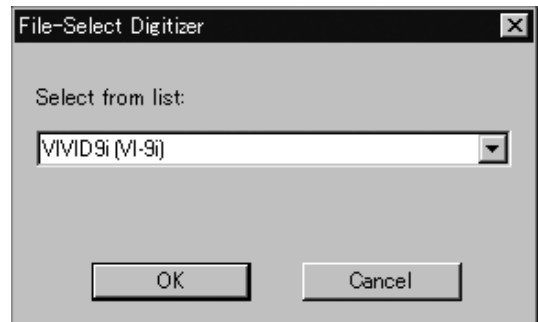 File-Select Digitizer
Select from list:
VIVID9i (VI-9i)
OK
Cancel